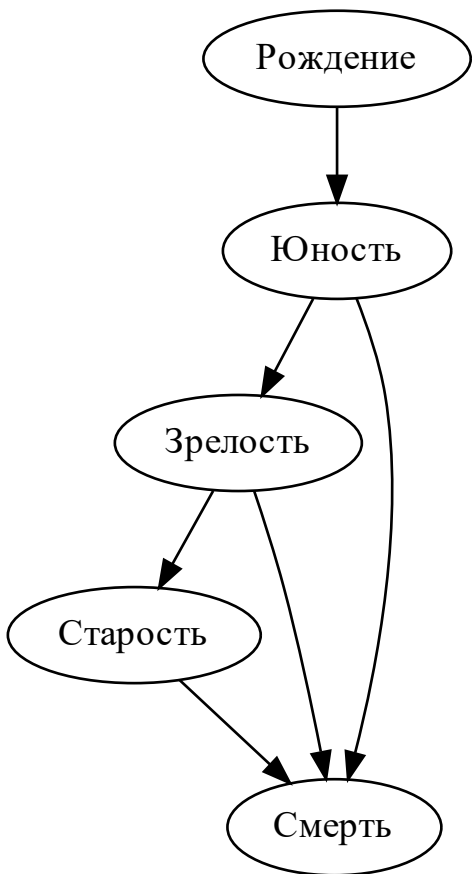 Рождение
Юность
Зрелость
Старость
Смерть